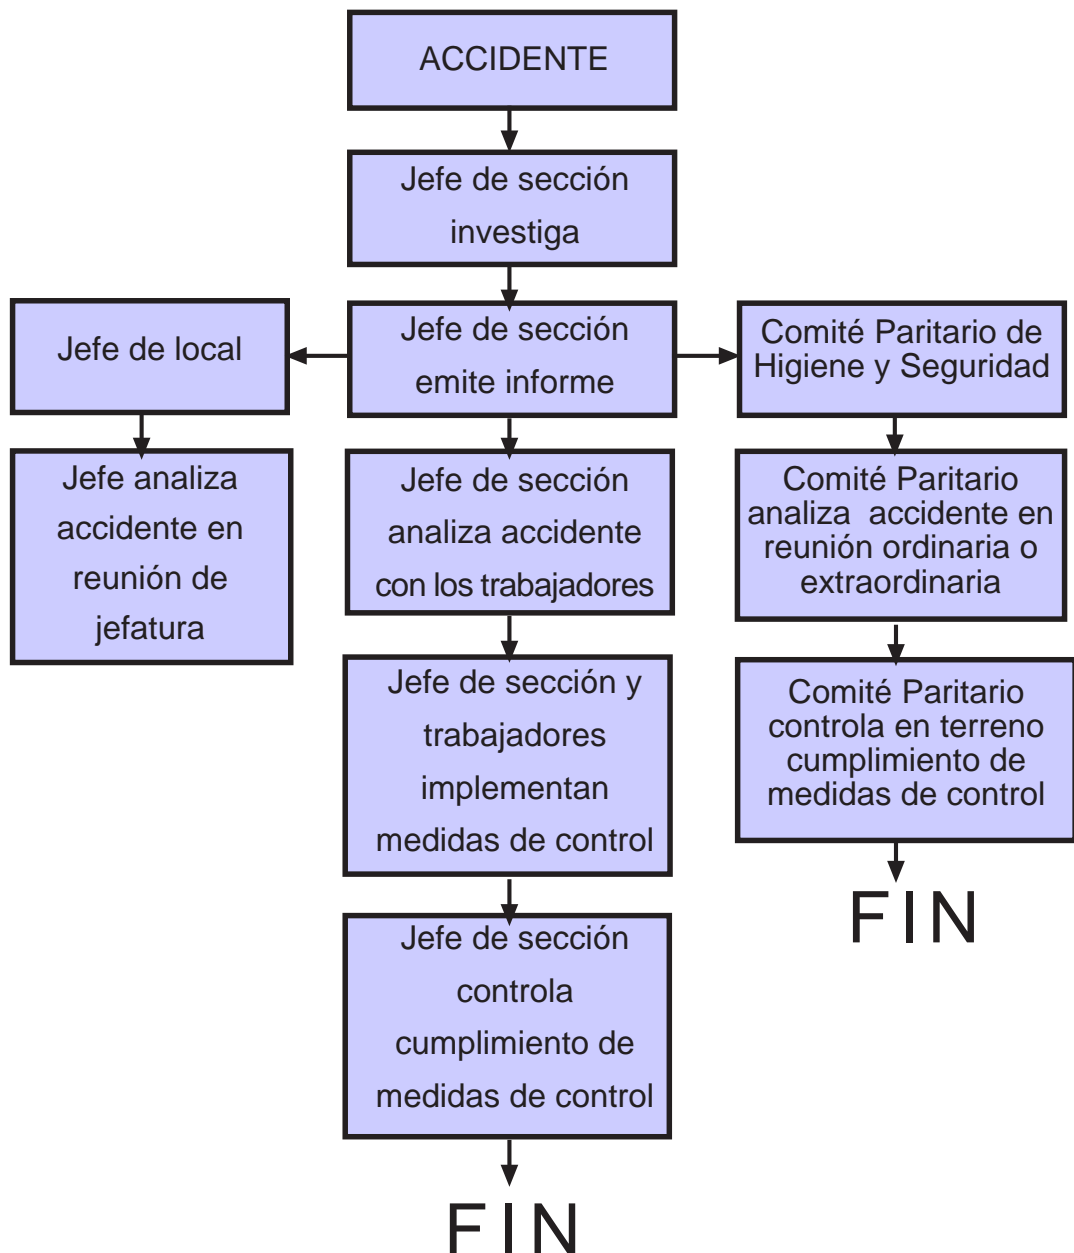 ACCIDENTE
Jefe de sección
investiga
Jefe de local
Jefe de sección
emite informe
Comité Paritario de
Higiene y Seguridad
Jefe analiza
accidente en
reunión de
jefatura
Jefe de sección
analiza accidente
con los trabajadores
Comité Paritario
analiza accidente en
reunión ordinaria o
extraordinaria
Jefe de sección y
trabajadores
implementan
medidas de control
Comité Paritario
controla en terreno
cumplimiento de
medidas de control
FIN
Jefe de sección
controla
cumplimiento de
medidas de control
FIN